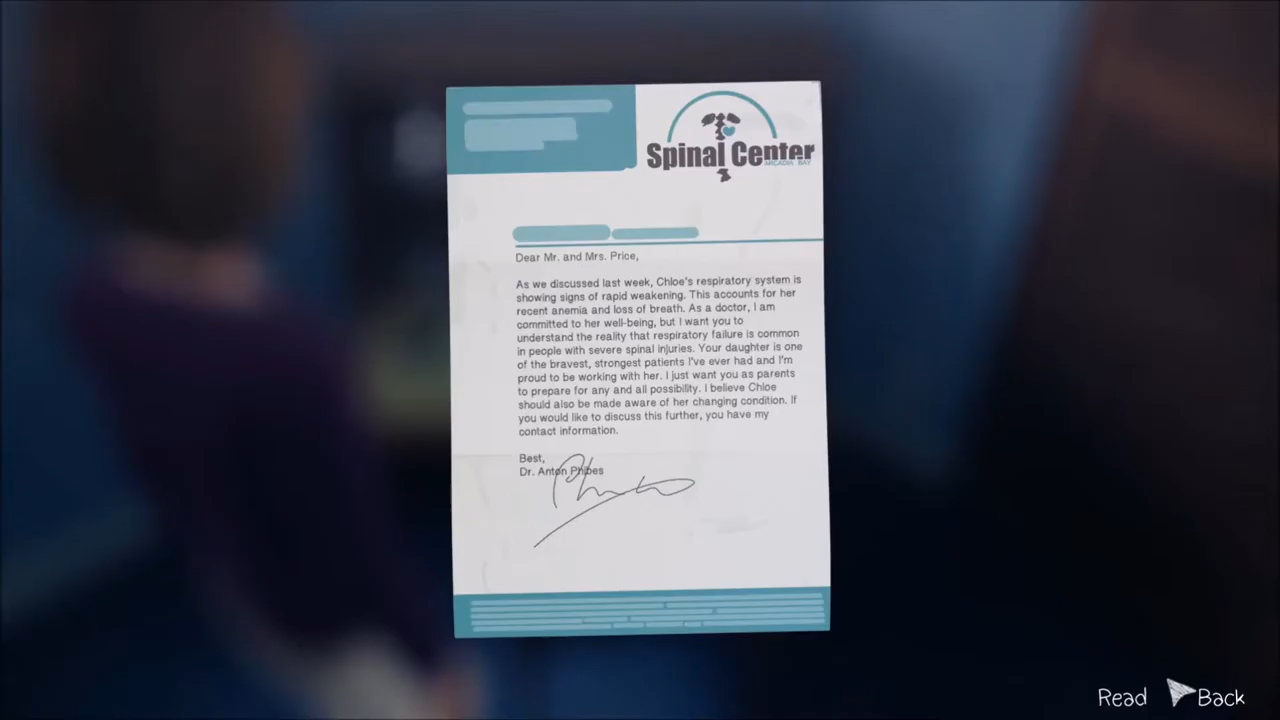 Spinal Center
ARCADIA BAY
Dear Mr. and Mrs. Price,
As we discussed last week, Chloe's respiratory system is
showing signs of rapid weakening. This accounts for her
recent anemia and loss of breath. As a doctor, I am
committed to her well-being, but I want you to
understand the reality that respiratory failure is common
in people with severe spinal injuries. Your daughter is one
of the bravest, strongest patients I've ever had and I'm
proud to be working with her. I just want you as parents
to prepare for any and all possibility. I believe Chloe
should also be made aware of her changing condition. If
you would like to discuss this further, you have my
contact information.
Best,
Dr. Anton Phibes
Read Back